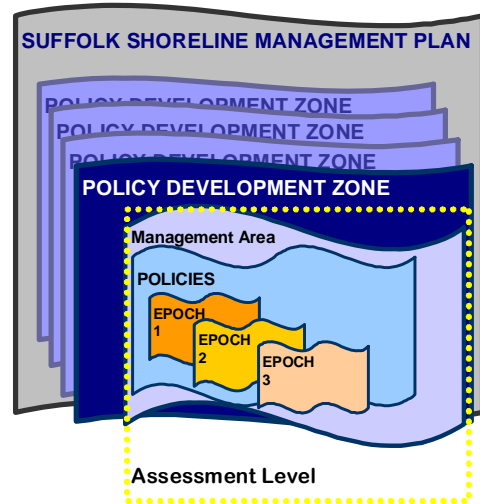 SUFFOLK SHORELINE MANAGEMENT PLAN
POLICY DEVELOPMENT ZONE
POLICY DEVELOPMENT ZONE
POLICY DEVELOPMENT ZONE
POLICY DEVELOPMENT ZONE
Management Area
POLICIES
EPOCH
1
EPOCH
2
EPOCH
3
Assessment Level